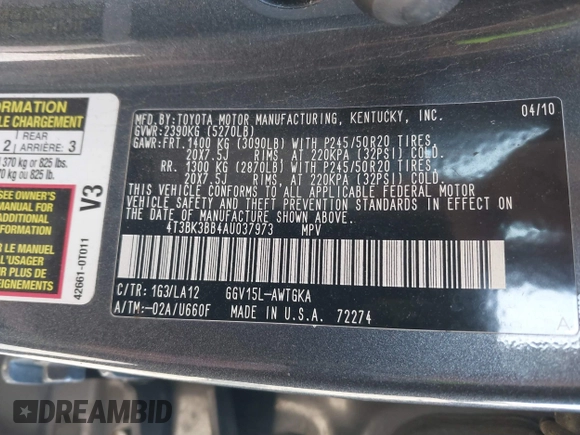 ORMATION
E CHARGEMENT
REAR
ARRIÈRE:
2
3
370 kg or 825 lbs.
0 kg ou 825 lb.
SEE OWNER'S
MANUAL FOR
ADDITIONAL
INFORMATION
LE MANUEL
L'USAGER
PLUS DE
SEIGNEMENTS
V3
42661-0T011
MFD.BY:TOYOTA MOTOR MANUFACTURING, KENTUCKY, INC. 04/10
GVWR:2390KG (5270LB)
GAWR:FRT.1400 KG (3090LB) WITH P245/50R20 TIRES,
20X7.5J RIMS, AT 220KPA (32PSI) COLD.
RR. 1300 KG (2870LB) WITH P245/50R20 TIRES,
20X7.5J RIMS, AT 220KPA (32PSI) COLD.
THIS VEHICLE CONFORMS TO ALL APPLICABLE FEDERAL MOTOR
VEHICLE SAFETY AND THEFT PREVENTION STANDARDS IN EFFECT ON
THE DATE OF MANUFACTURE SHOWN ABOVE.
4T3BK3BB4AU037973 MPV
C/TR: 1G3/LA12 GGV15L-AWTGKA
A/TM:-02A/U660F MADE IN U.S.A. 72274
A
DREAMBID